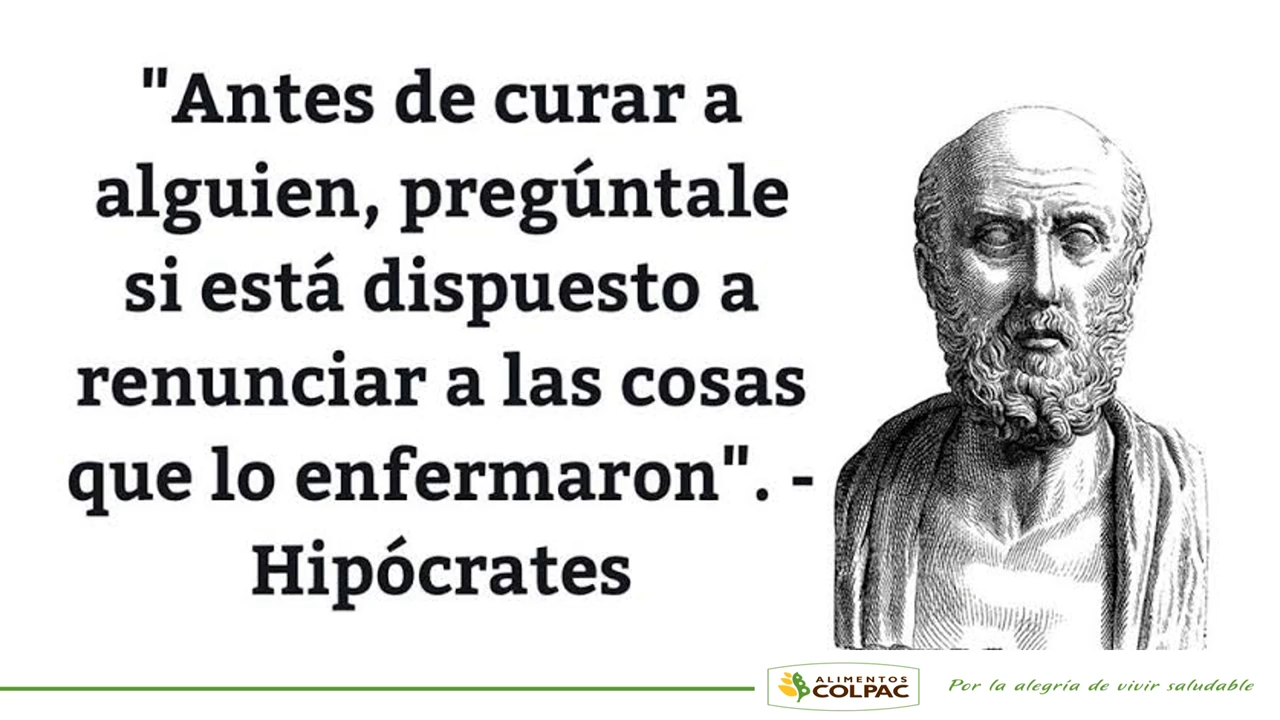 "Antes de curar a
alguien, pregúntale
si está dispuesto a
renunciar a las cosas
que lo enfermaron". -
Hipócrates
ALIMENTOS
COLPAC
Por la alegría de vivir saludable